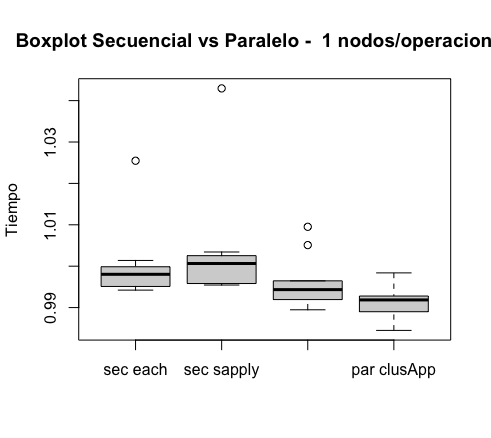 Boxplot Secuencial vs Paralelo -  1 nodos/operacion
Tiempo
1.03
1.01
0.99
sec each
sec sapply
par clusApp